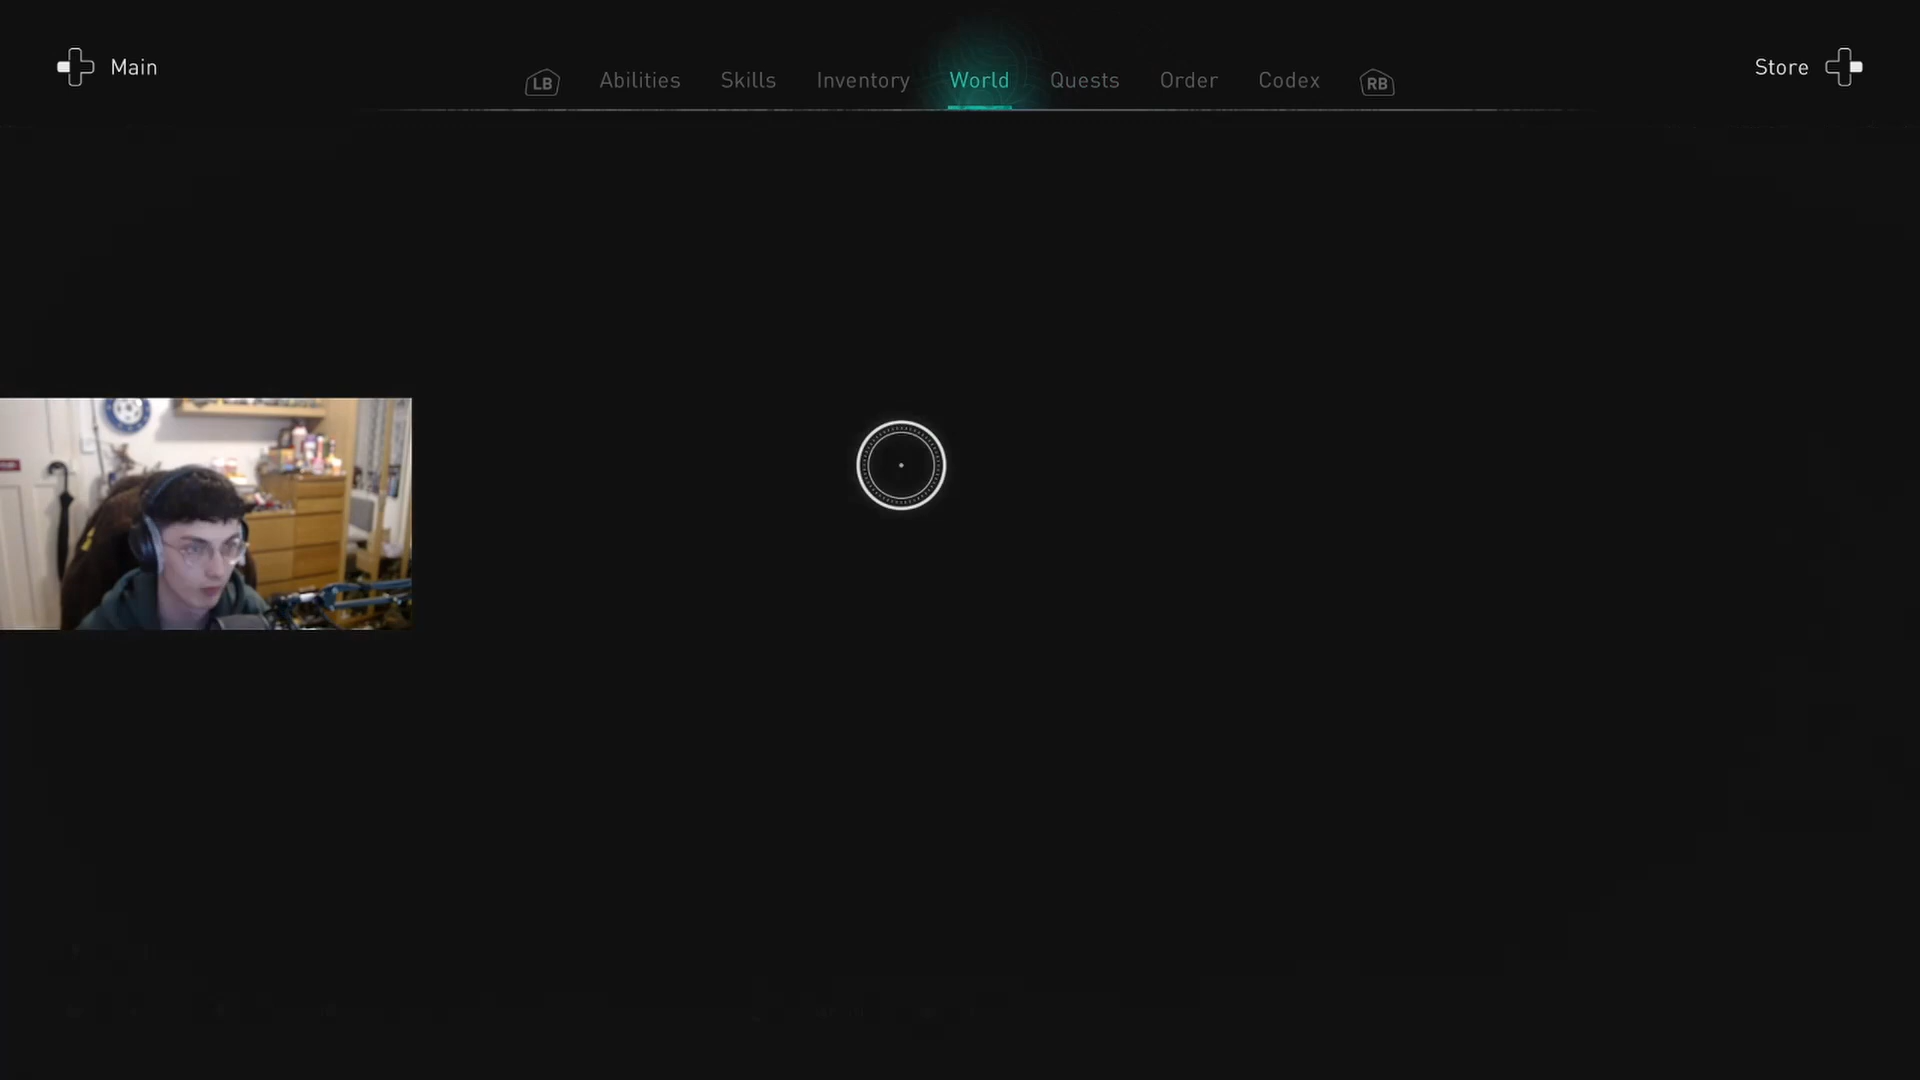 Main
LB Abilities Skills Inventory World Quests Order Codex RB
Store